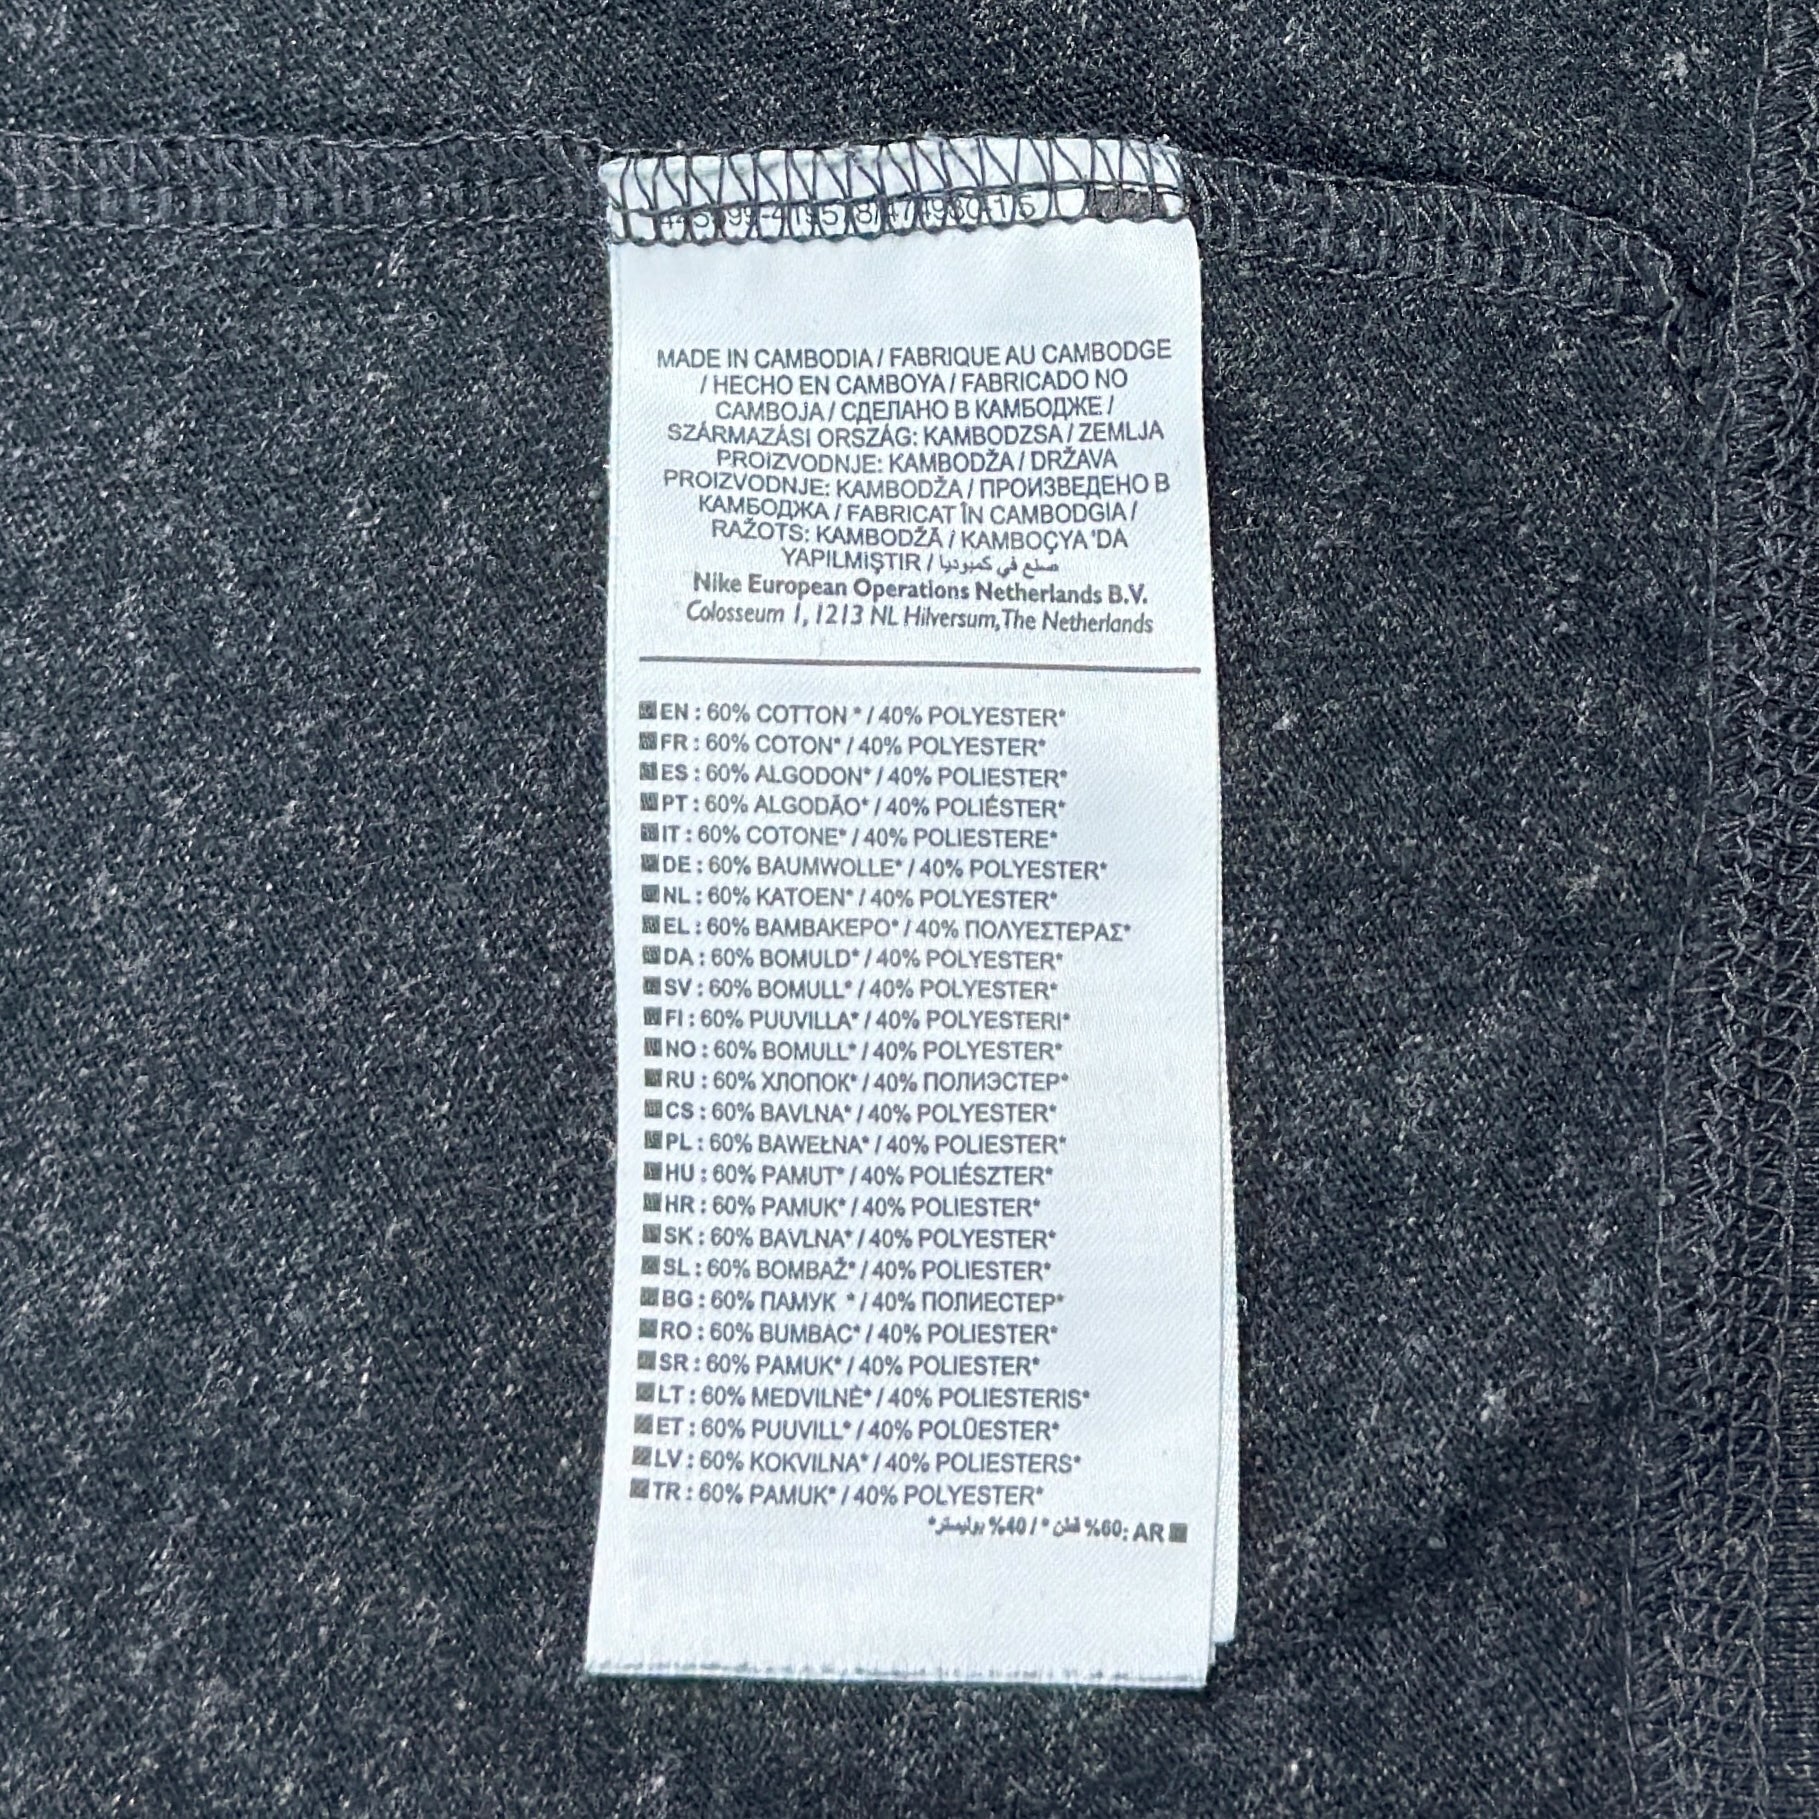 MADE IN CAMBODIA / FABRIQUE AU CAMBODGE
/ HECHO EN CAMBOYA / FABRICADO NO
CAMBOJA / СДЕЛАНО В КАМБОДЖЕ /
SZÁRMAZÁSI ORSZÁG: KAMBODZSA / ZEMLJA
PROIZVODNJE: KAMBODŽA / DRŽAVA
PROIZVODNJE: KAMBODŽA / ПРОИЗВЕДЕНО В
КАМБОДЖА / FABRICAT ÎN CAMBODGIA /
RAŽOTS: KAMBODŽĀ / KAMBOÇYA 'DA
YAPILMIŞTIR / صنع في كمبوديا
Nike European Operations Netherlands B.V.
Colosseum 1, 1213 NL Hilversum, The Netherlands
EN : 60% COTTON * / 40% POLYESTER*
FR : 60% COTON* / 40% POLYESTER*
ES : 60% ALGODON* / 40% POLIESTER*
PT : 60% ALGODÃO* / 40% POLIÉSTER*
IT : 60% COTONE* / 40% POLIESTERE*
DE : 60% BAUMWOLLE* / 40% POLYESTER*
NL : 60% KATOEN* / 40% POLYESTER*
EL : 60% ΒΑΜΒΑΚΕΡΟ* / 40% ΠΟΛΥΕΣΤΕΡΑΣ*
DA : 60% BOMULD* / 40% POLYESTER*
SV : 60% BOMULL* / 40% POLYESTER*
FI : 60% PUUVILLA* / 40% POLYESTERI*
NO : 60% BOMULL* / 40% POLYESTER*
RU : 60% ХЛОПОК* / 40% ПОЛИЭСТЕР*
CS : 60% BAVLNA* / 40% POLYESTER*
PL : 60% BAWEŁNA* / 40% POLIESTER*
HU : 60% PAMUT* / 40% POLIÉSZTER*
HR : 60% PAMUK* / 40% POLIESTER*
SK : 60% BAVLNA* / 40% POLYESTER*
SL : 60% BOMBAŽ* / 40% POLIESTER*
BG : 60% ПАМУК * / 40% ПОЛИЕСТЕР*
RO : 60% BUMBAC* / 40% POLIESTER*
SR : 60% PAMUK* / 40% POLIESTER*
LT : 60% MEDVILNĖ* / 40% POLIESTERIS*
ET : 60% PUUVILL* / 40% POLÜESTER*
LV : 60% KOKVILNA* / 40% POLIESTERS*
TR : 60% PAMUK* / 40% POLYESTER*
AR :60% قطن * / 40% بوليستر*